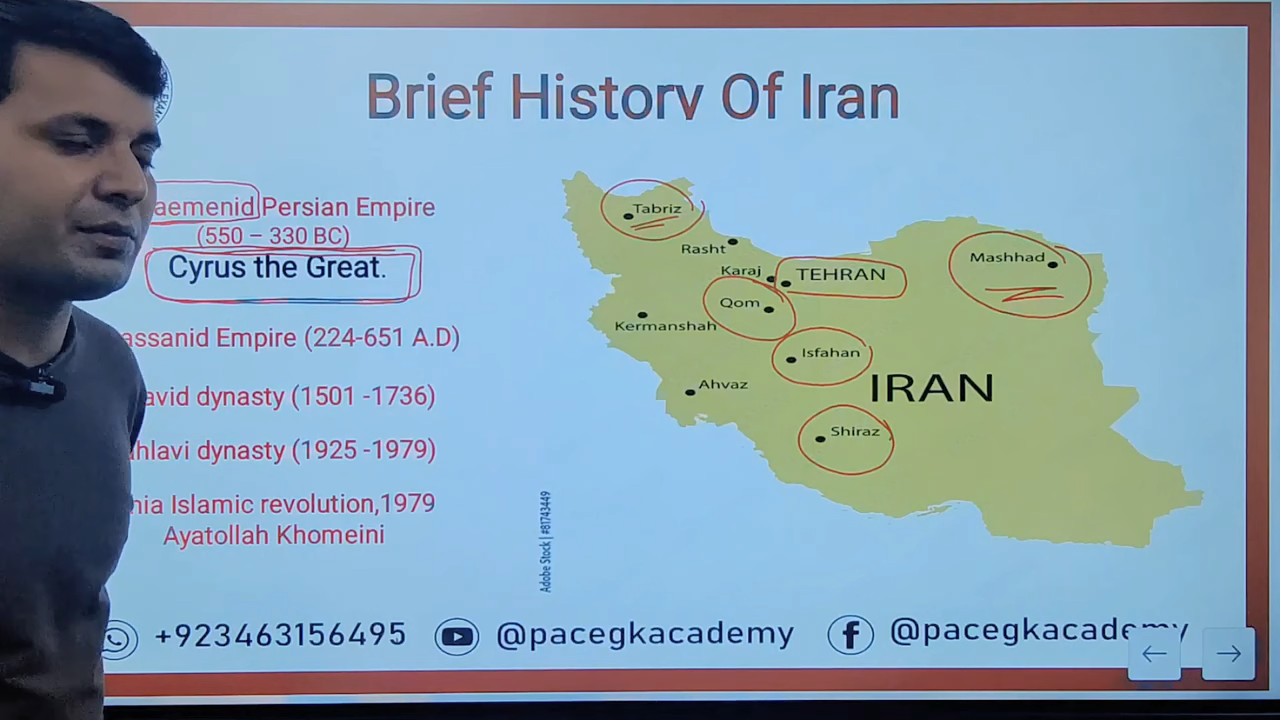 Brief History Of Iran
aemenid Persian Empire
(550 – 330 BC)
Cyrus the Great.
assanid Empire (224-651 A.D)
avid dynasty (1501 -1736)
hlavi dynasty (1925 -1979)
hia Islamic revolution,1979
Ayatollah Khomeini
Tabriz
Rasht
Karaj
TEHRAN
Mashhad
Qom
Kermanshah
Isfahan
IRAN
Ahvaz
Shiraz
Adobe Stock | #81743449
+923463156495
@pacegkacademy
@pacegkacademy